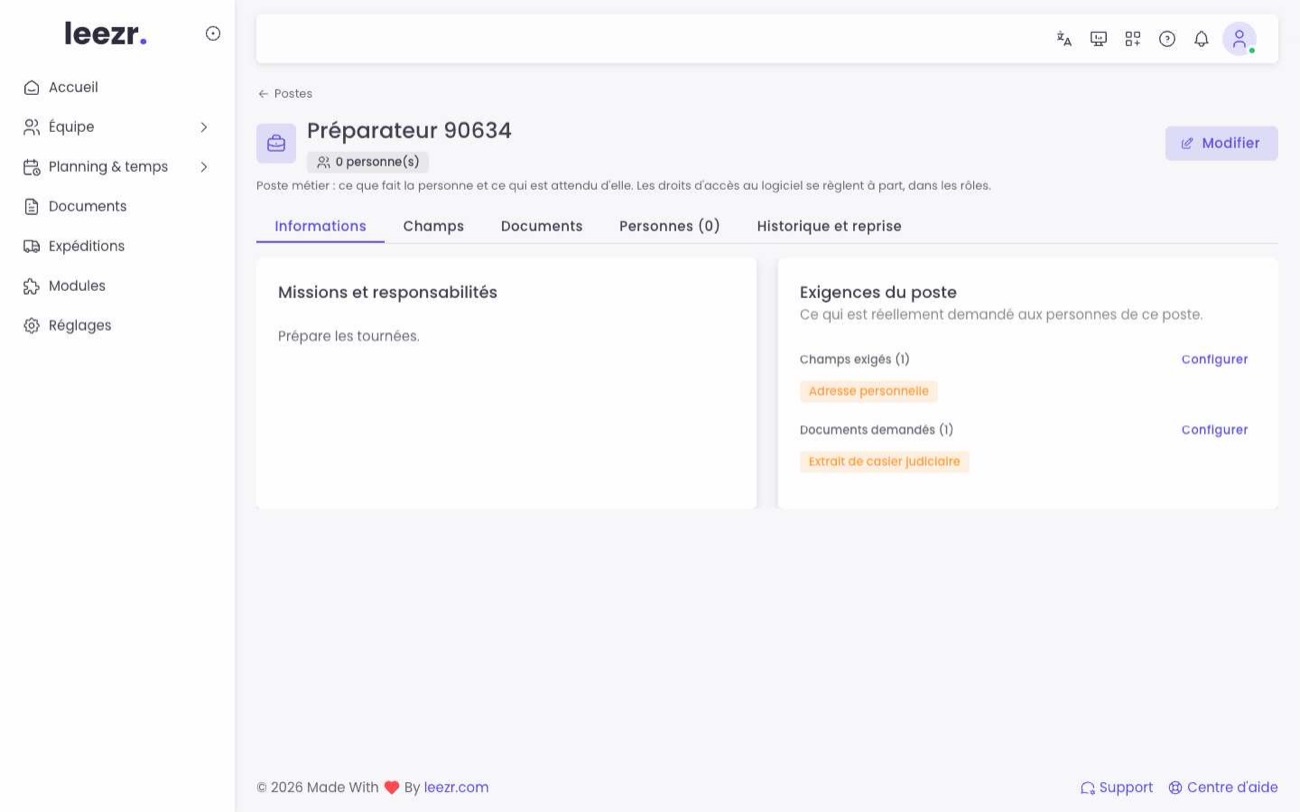 leezr.
Accueil
Équipe
Planning & temps
Documents
Expéditions
Modules
Réglages
← Postes
Préparateur 90634
0 personne(s)
Modifier
Poste métier : ce que fait la personne et ce qui est attendu d'elle. Les droits d'accès au logiciel se règlent à part, dans les rôles.
Informations Champs Documents Personnes (0) Historique et reprise
Missions et responsabilités
Prépare les tournées.
Exigences du poste
Ce qui est réellement demandé aux personnes de ce poste.
Champs exigés (1) Configurer
Adresse personnelle
Documents demandés (1) Configurer
Extrait de casier judiciaire
© 2026 Made With ❤ By leezr.com
Support Centre d'aide